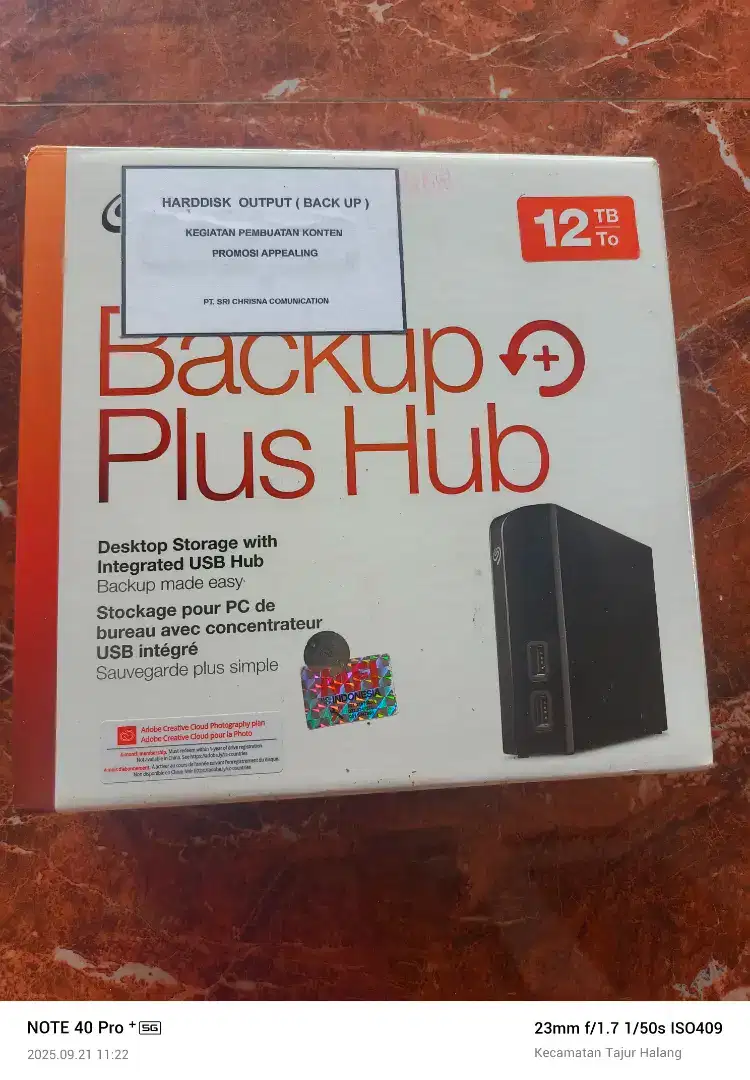 HARDDISK OUTPUT ( BACK UP )
KEGIATAN PEMBUATAN KONTEN
PROMOSI APPEALING
PT. SRI CHRISNA COMUNICATION
12 TB
To
Backup
Plus Hub
Desktop Storage with
Integrated USB Hub
Backup made easy
Stockage pour PC de
bureau avec concentrateur
USB intégré
Sauvegarde plus simple
INDONESIA
Adobe Creative Cloud Photography plan
Adobe Creative Cloud pour la Photo
NOTE 40 Pro + 5G
2025.09.21 11:22
23mm f/1.7 1/50s ISO409
Kecamatan Tajur Halang